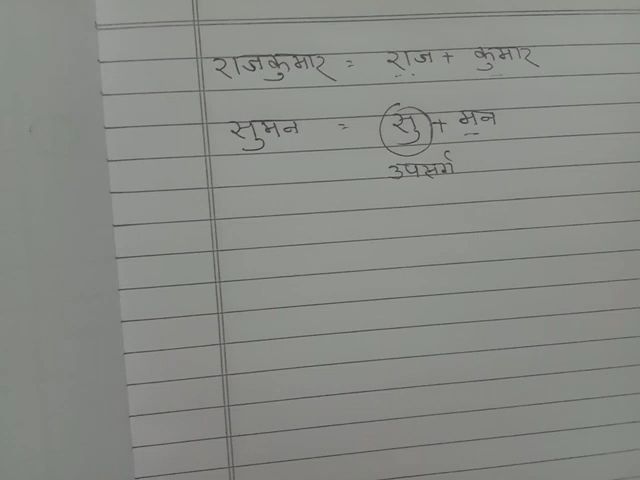 राजकुमार = राज + कुमार
सुमन = सु + मन
उपसर्ग